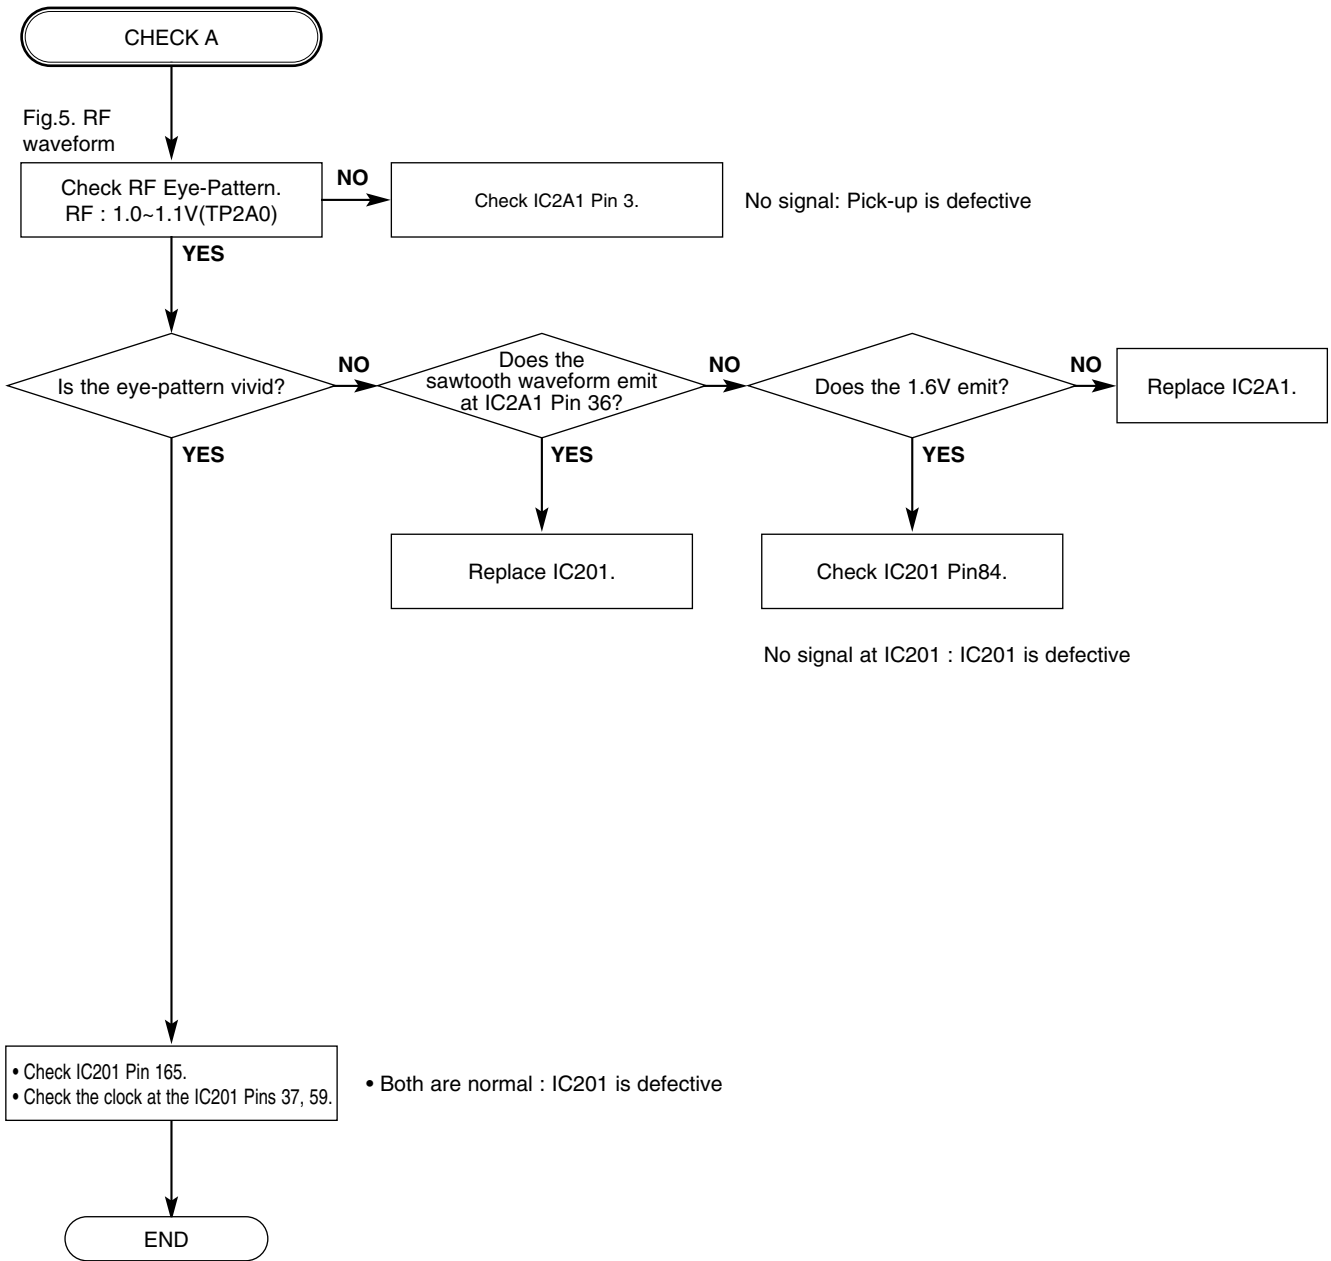 CHECK A
Fig.5. RF
waveform
Check RF Eye-Pattern.
RF : 1.0~1.1V(TP2A0)
NO
Check IC2A1 Pin 3.
No signal: Pick-up is defective
YES
Is the eye-pattern vivid?
NO
Does the
sawtooth waveform emit
at IC2A1 Pin 36?
NO
Does the 1.6V emit?
NO
Replace IC2A1.
YES
YES
YES
Replace IC201.
Check IC201 Pin84.
No signal at IC201 : IC201 is defective
• Check IC201 Pin 165.
• Check the clock at the IC201 Pins 37, 59.
• Both are normal : IC201 is defective
END